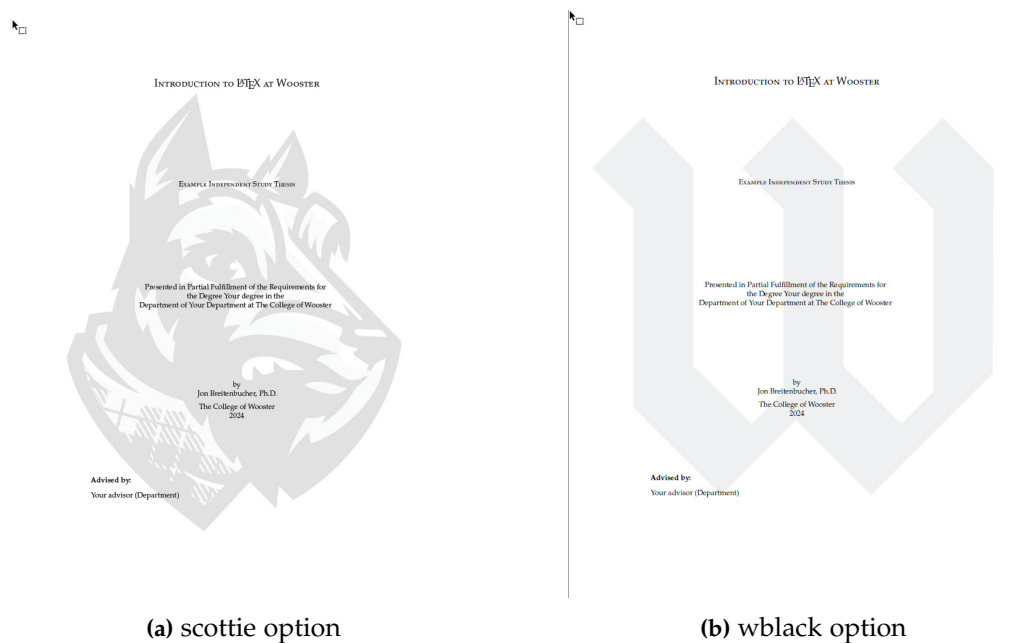 INTRODUCTION TO LATEX AT WOOSTER
EXAMPLE INDEPENDENT STUDY THESIS
Presented in Partial Fulfillment of the Requirements for
the Degree Your degree in the
Department of Your Department at The College of Wooster
by
Jon Breitenbucher, Ph.D.
The College of Wooster
2024
Advised by:
Your advisor (Department)
(a) scottie option
INTRODUCTION TO LATEX AT WOOSTER
EXAMPLE INDEPENDENT STUDY THESIS
Presented in Partial Fulfillment of the Requirements for
the Degree Your degree in the
Department of Your Department at The College of Wooster
by
Jon Breitenbucher, Ph.D.
The College of Wooster
2024
Advised by:
Your advisor (Department)
(b) wblack option